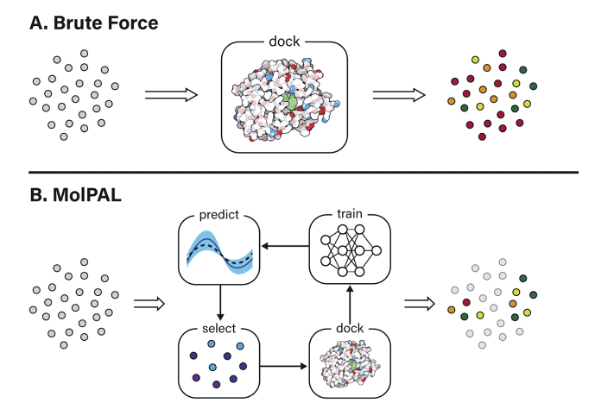 A. Brute Force
dock
B. MolPAL
predict
train
select
dock